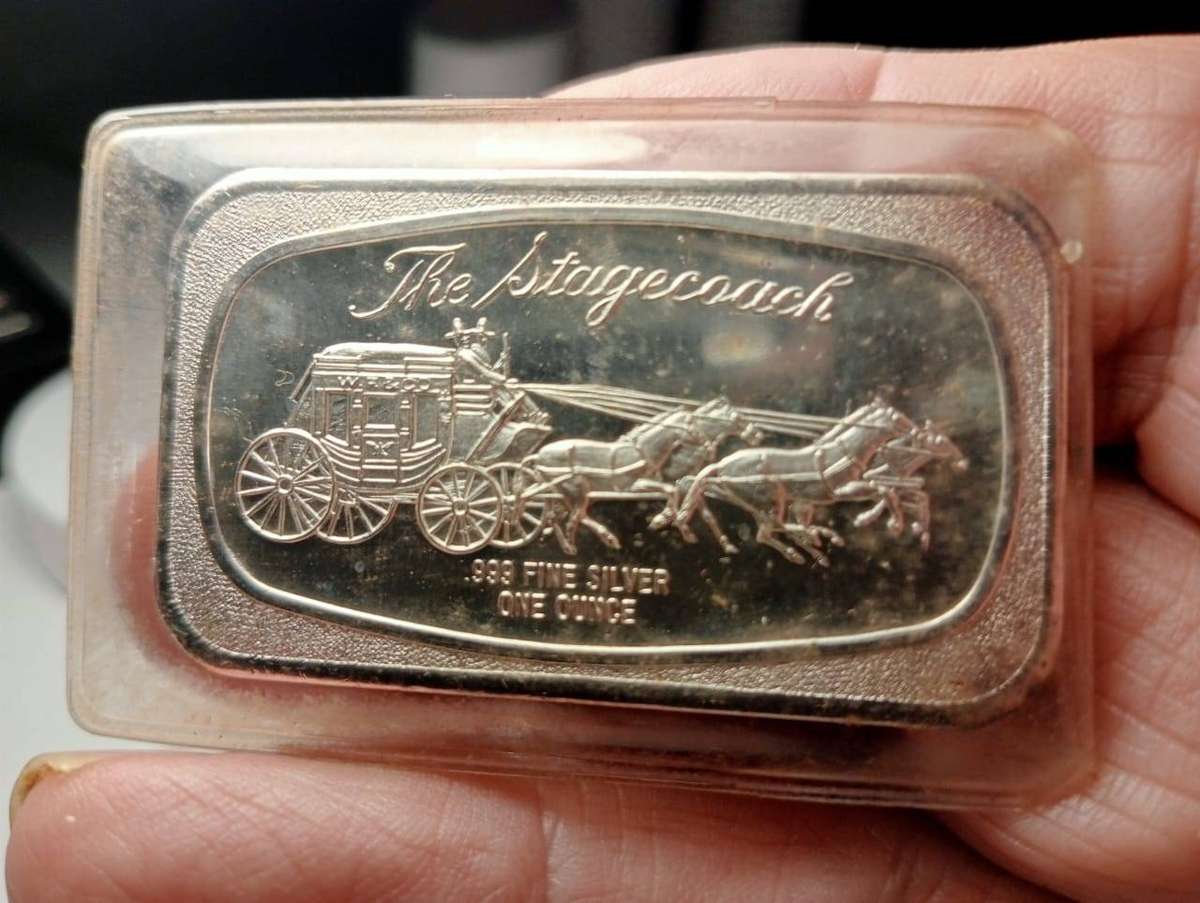 The Stagecoach
.999 FINE SILVER
ONE OUNCE